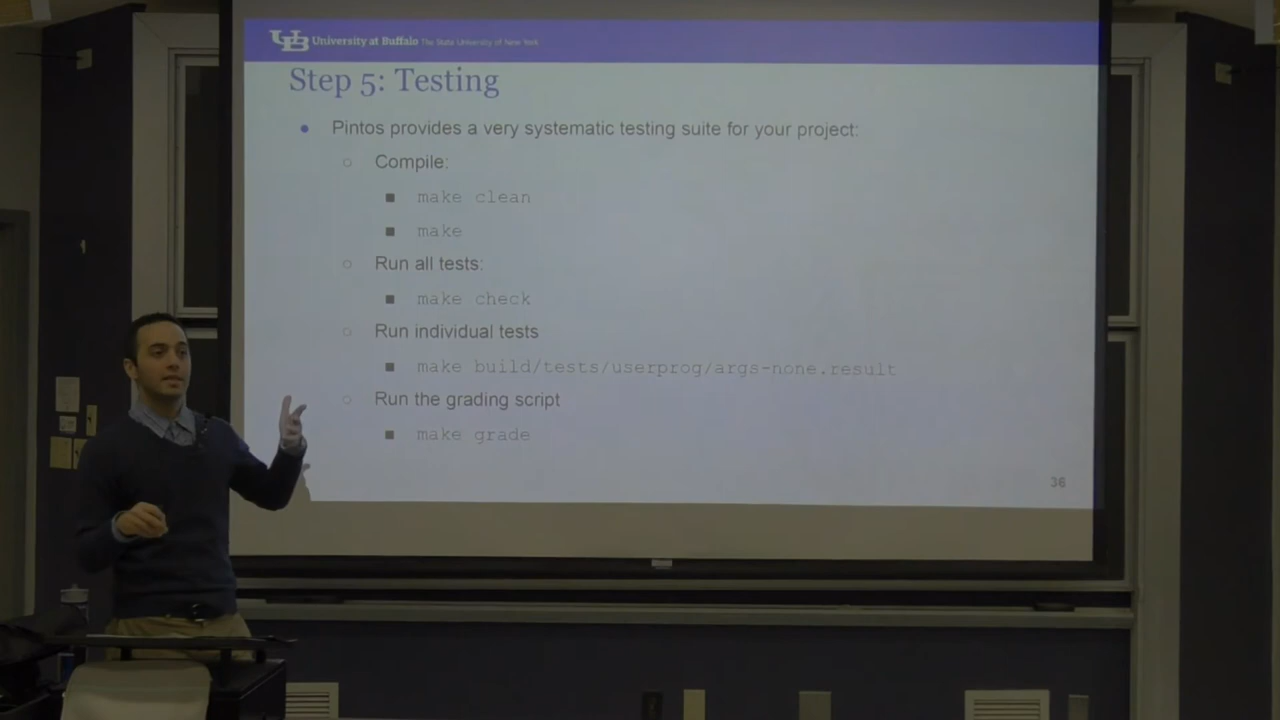 University at Buffalo The State University of New York
Step 5: Testing
Pintos provides a very systematic testing suite for your project:
Compile:
make clean
make
Run all tests:
make check
Run individual tests
make build/tests/userprog/args-none.result
Run the grading script
make grade
36